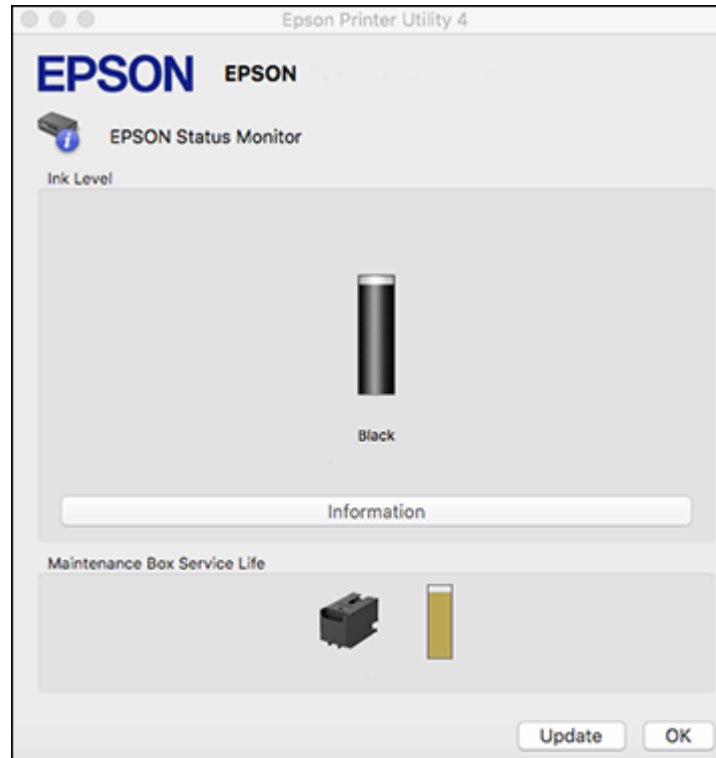 Epson Printer Utility 4
EPSON EPSON
EPSON Status Monitor
Ink Level
Black
Information
Maintenance Box Service Life
Update OK